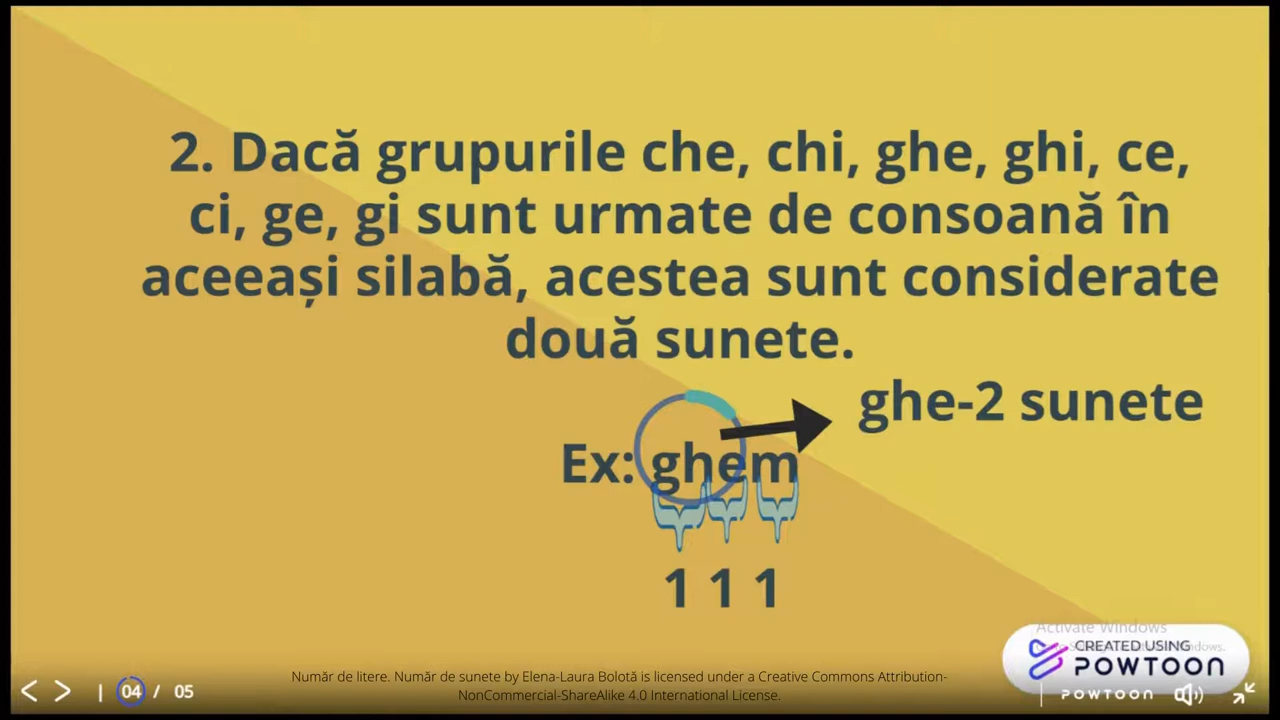 2. Dacă grupurile che, chi, ghe, ghi, ce,
ci, ge, gi sunt urmate de consoană în
aceeași silabă, acestea sunt considerate
două sunete.
ghe-2 sunete
Ex: ghem
1 1 1
Activate Windows
CREATED USING
POWTOON
Număr de litere. Număr de sunete by Elena-Laura Bolotă is licensed under a Creative Commons Attribution-
NonCommercial-ShareAlike 4.0 International License.
< > | 04 / 05
POWTOON